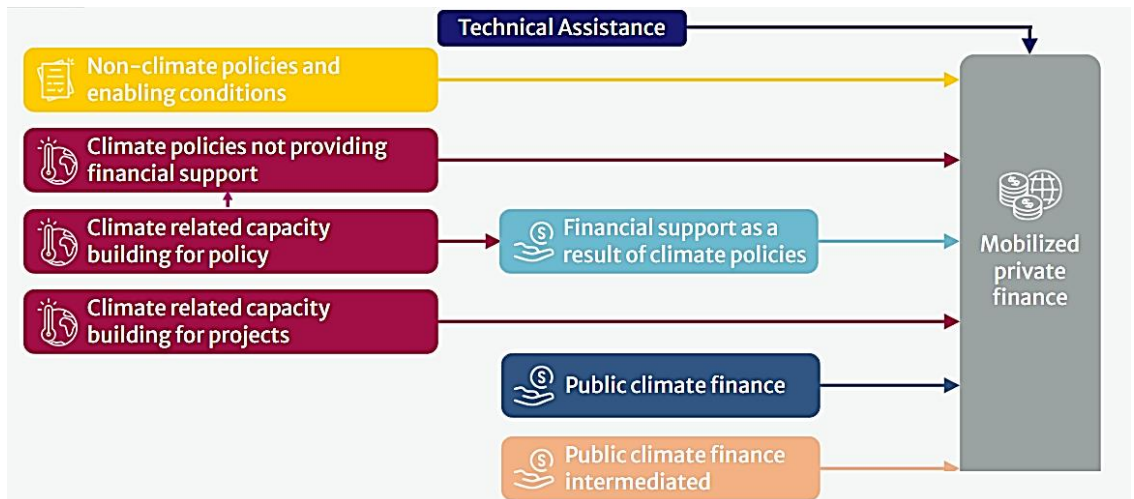 Technical Assistance
Non-climate policies and
enabling conditions
Climate policies not providing
financial support
Climate related capacity
building for policy
Financial support as a
result of climate policies
Climate related capacity
building for projects
Public climate finance
Public climate finance
intermediated
Mobilized
private
finance